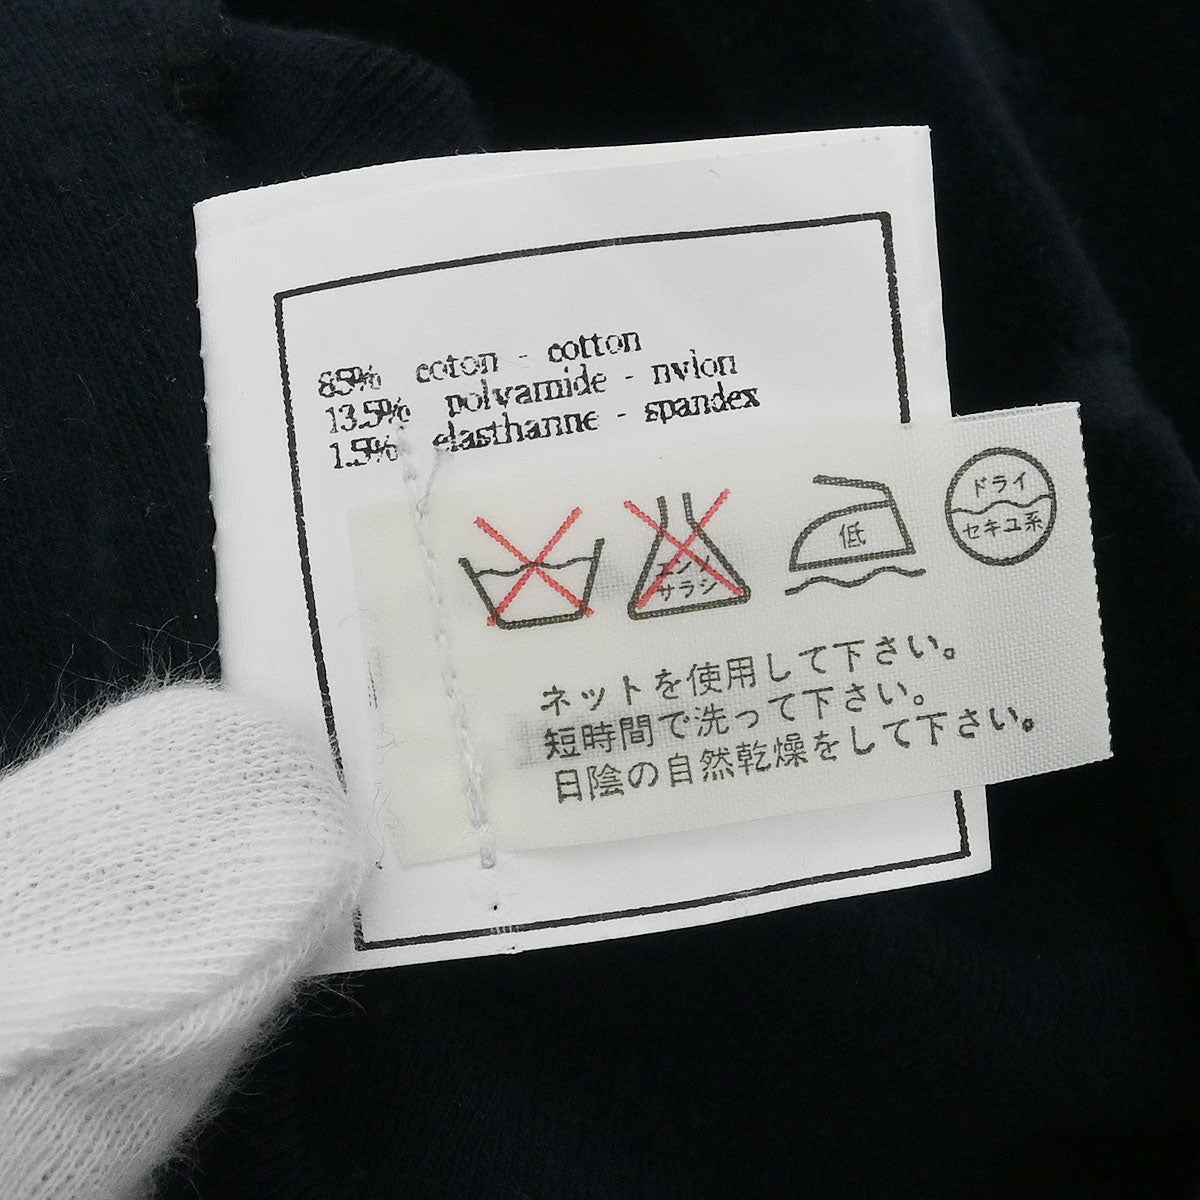 85% coton - cotton
13.5% polyamide - nylon
1.5% elasthanne - spandex
エンソ
サラシ
低
ドライ
セキユ系
ネットを使用して下さい。
短時間で洗って下さい。
日陰の自然乾燥をして下さい。